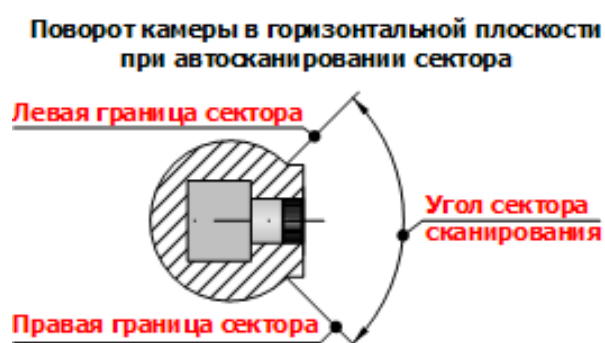 Поворот камеры в горизонтальной плоскости
при автосканировании сектора
Левая граница сектора
Угол сектора
сканирования
Правая граница сектора